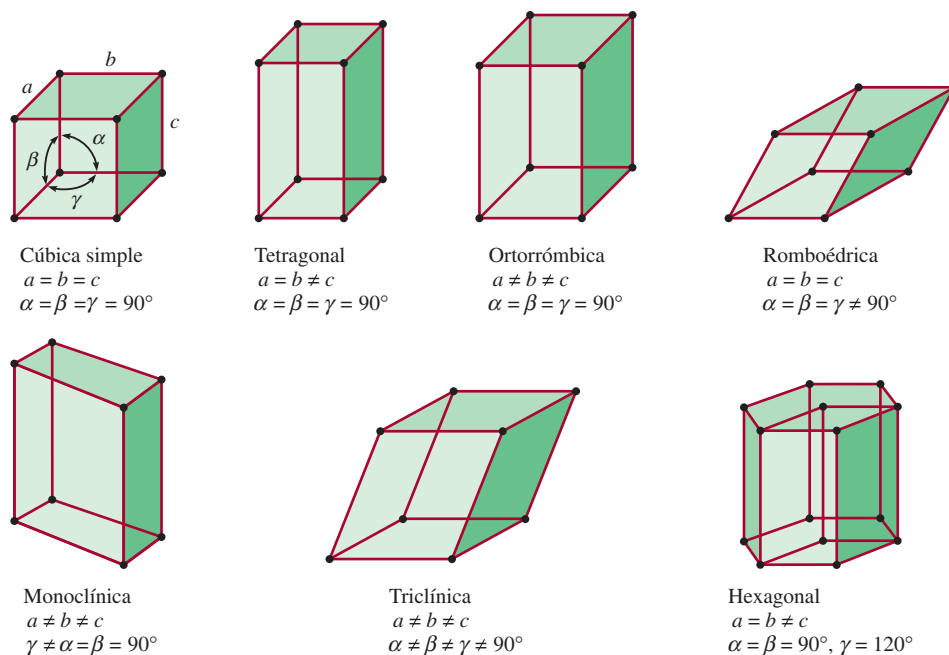 b
a
c
α
β
γ
Cúbica simple
a = b = c
α = β = γ = 90°
Tetragonal
a = b ≠ c
α = β = γ = 90°
Ortorrómbica
a ≠ b ≠ c
α = β = γ = 90°
Romboédrica
a = b = c
α = β = γ ≠ 90°
Monoclínica
a ≠ b ≠ c
γ ≠ α = β = 90°
Triclínica
a ≠ b ≠ c
α ≠ β ≠ γ ≠ 90°
Hexagonal
a = b ≠ c
α = β = 90°, γ = 120°